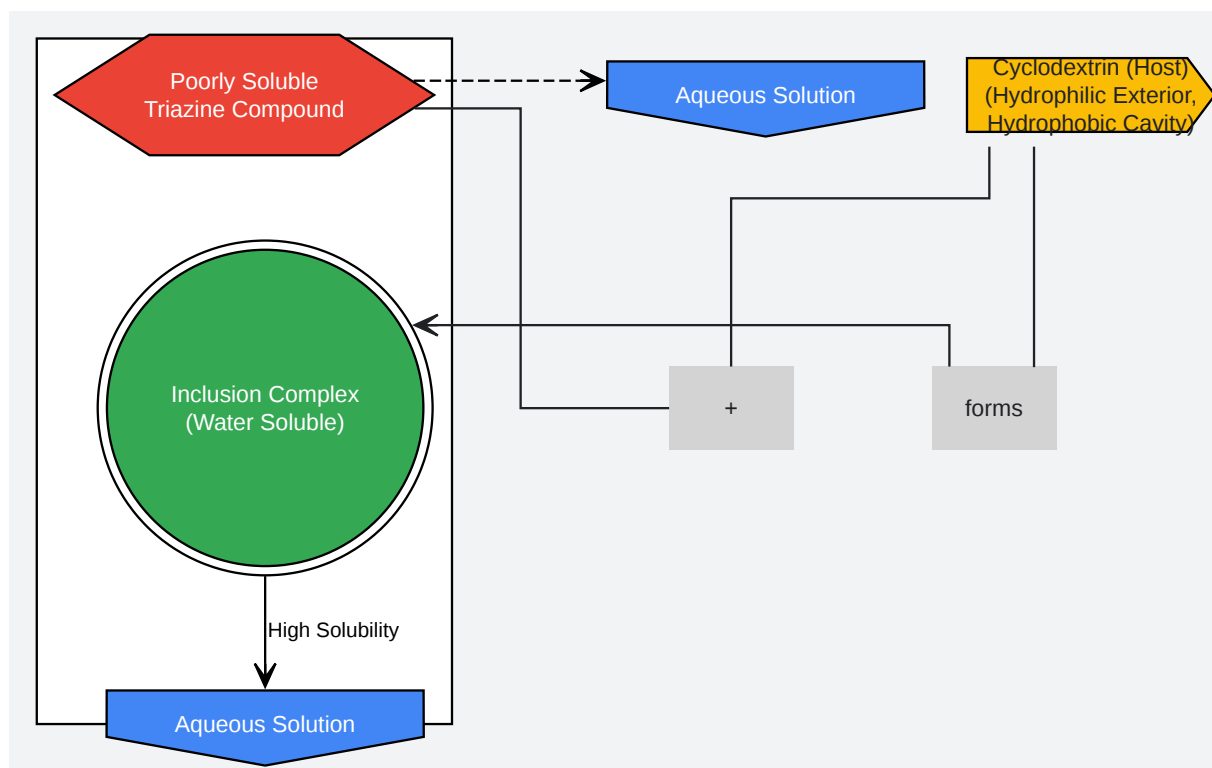 Poorly Soluble
Triazine Compound
Aqueous Solution
Cyclodextrin (Host)
(Hydrophilic Exterior,
Hydrophobic Cavity)
Inclusion Complex
(Water Soluble)
+
forms
High Solubility
Aqueous Solution